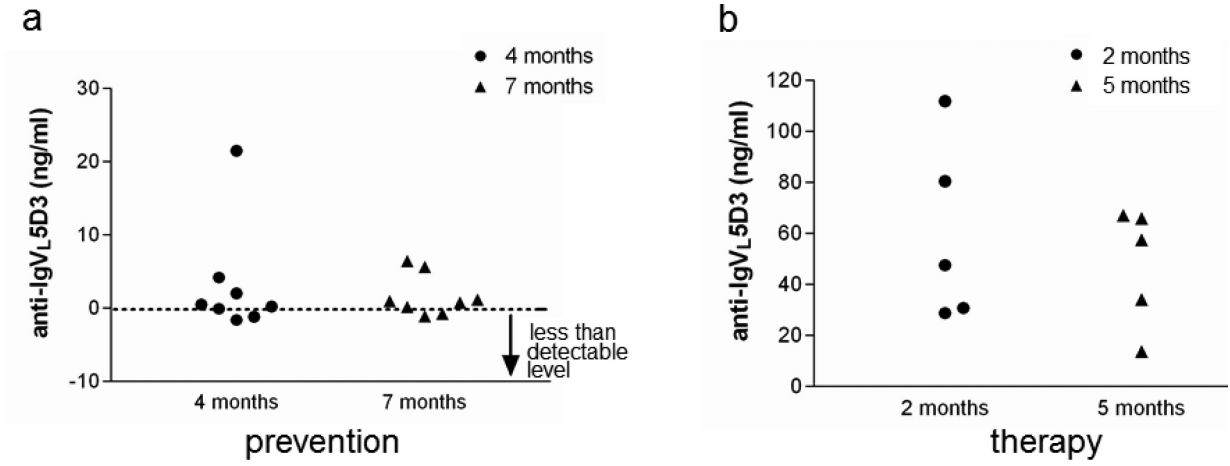 a
4 months
7 months
anti-IgVL5D3 (ng/ml)
30
20
10
0
-10
less than
detectable
level
4 months
7 months
prevention
b
2 months
5 months
anti-IgVL5D3 (ng/ml)
120
100
80
60
40
20
0
2 months
5 months
therapy